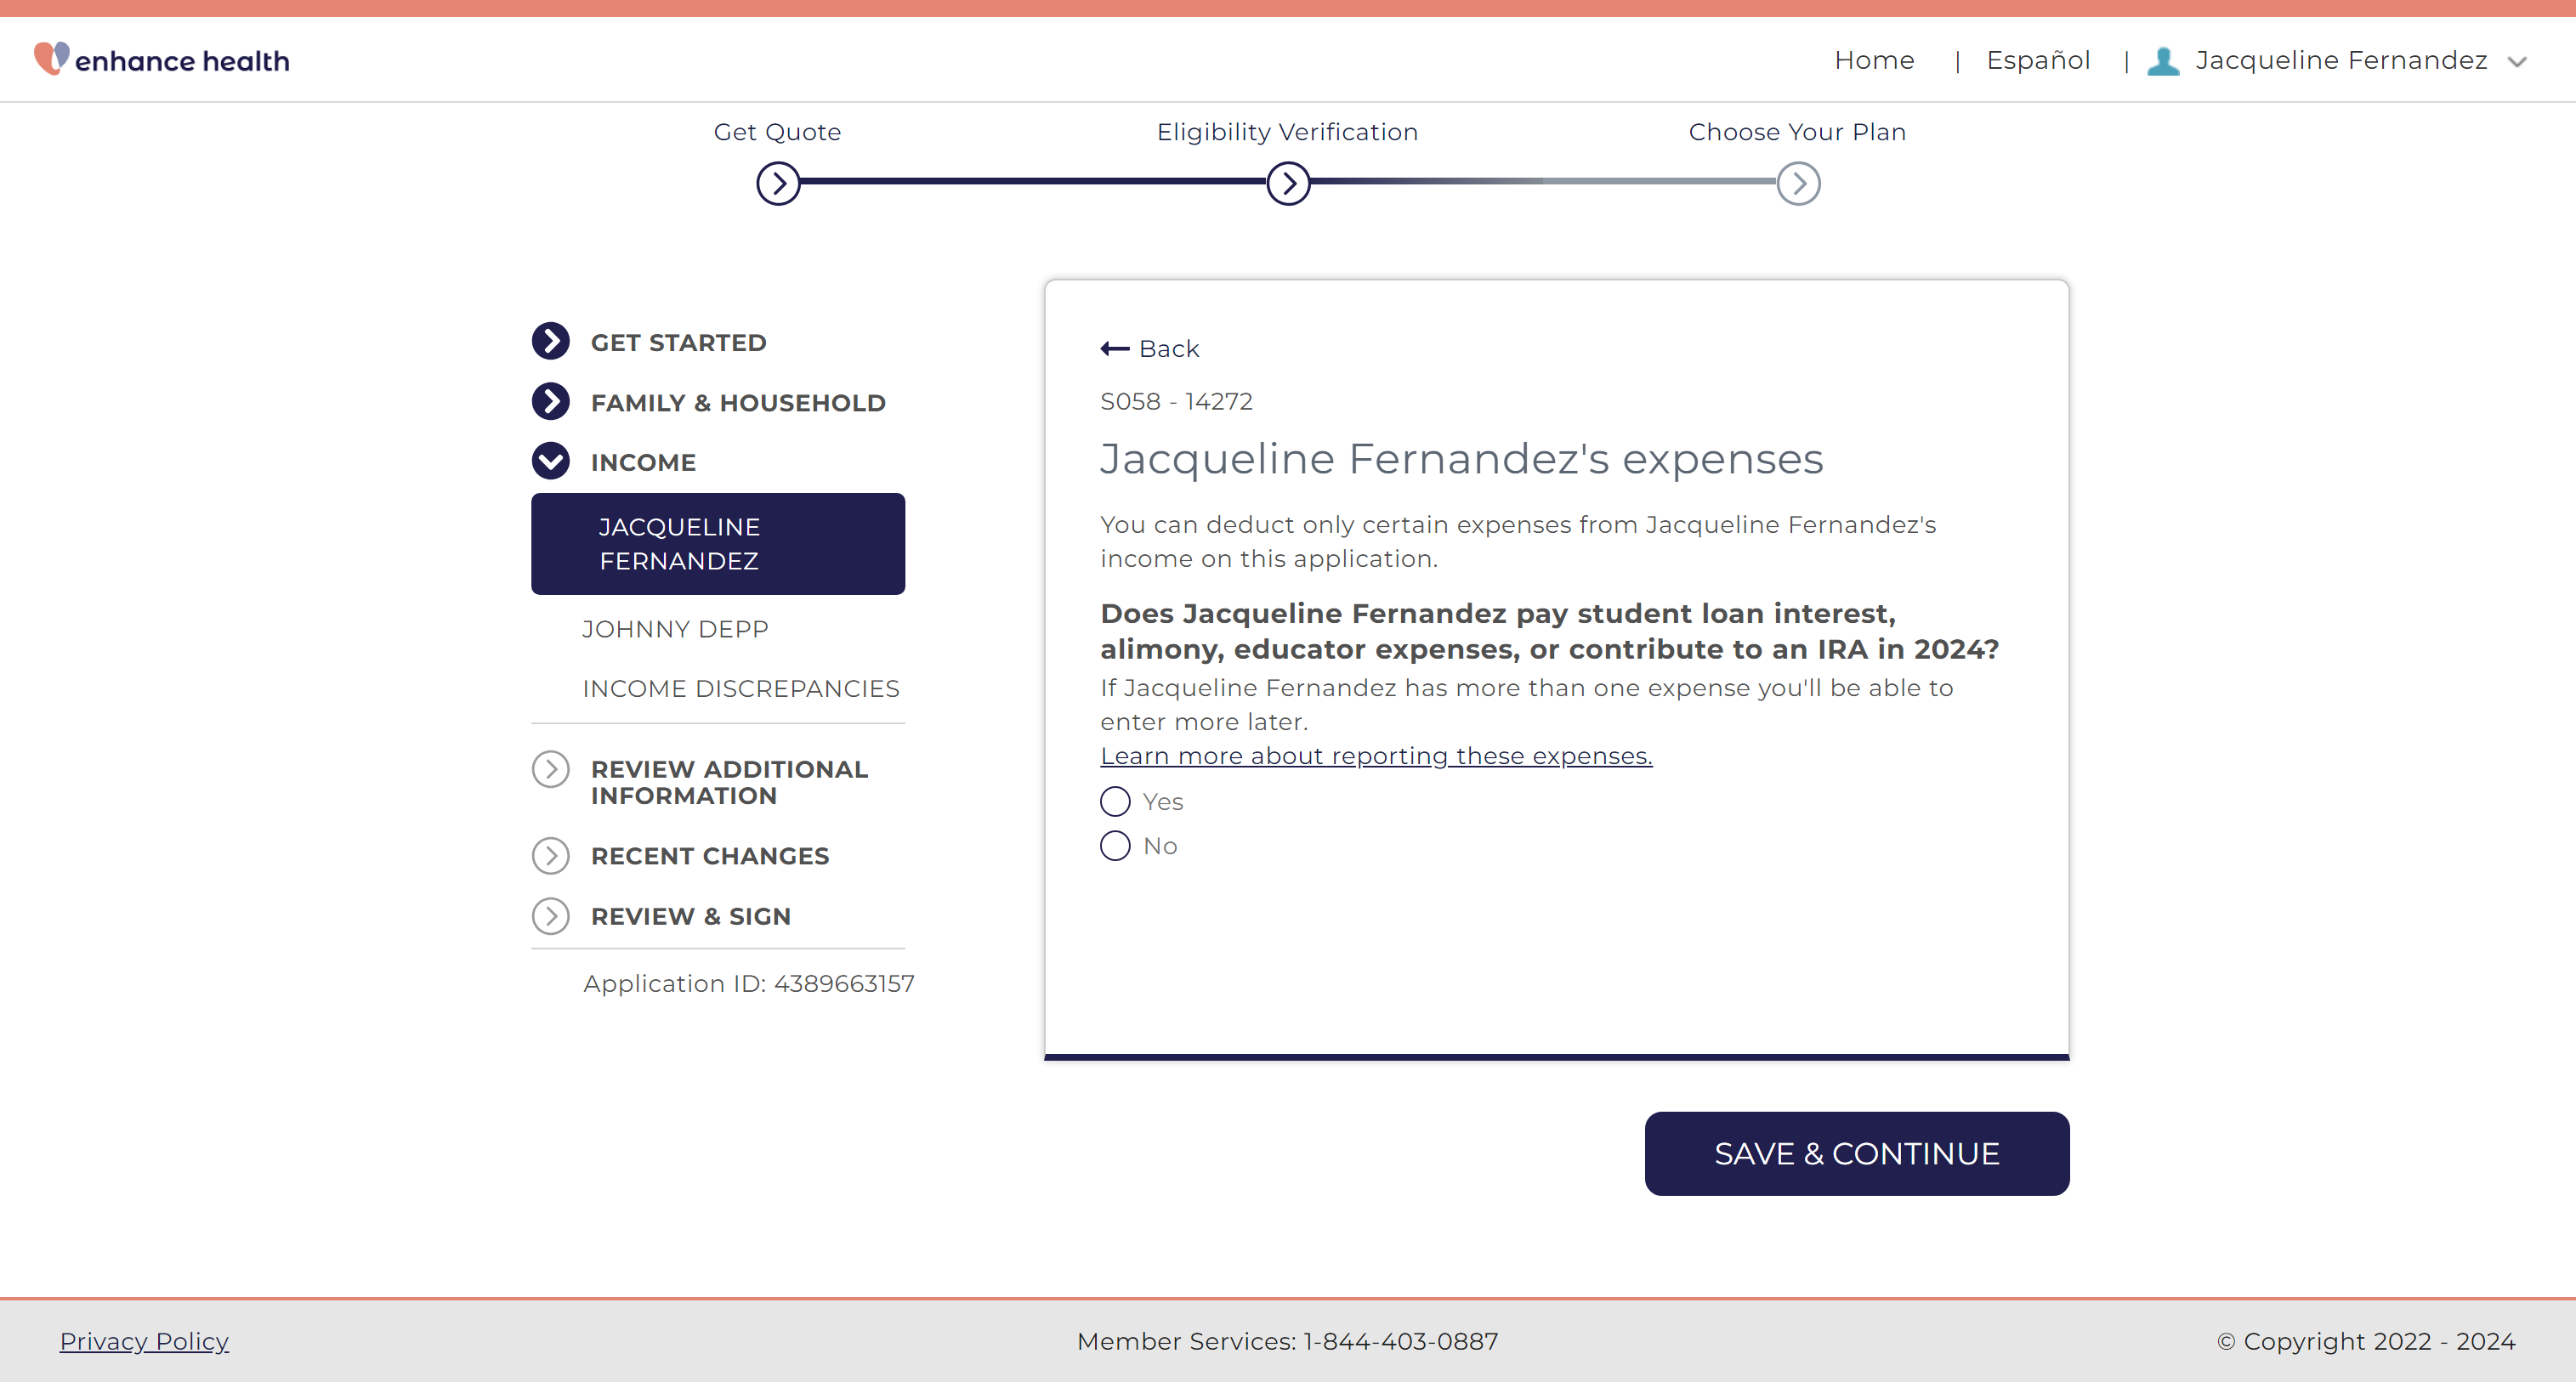 enhance health
Home | Español | Jacqueline Fernandez
Get Quote
Eligibility Verification
Choose Your Plan
GET STARTED
FAMILY & HOUSEHOLD
INCOME
JACQUELINE
FERNANDEZ
JOHNNY DEPP
INCOME DISCREPANCIES
REVIEW ADDITIONAL
INFORMATION
RECENT CHANGES
REVIEW & SIGN
Application ID: 4389663157
Back
S058 - 14272
Jacqueline Fernandez's expenses
You can deduct only certain expenses from Jacqueline Fernandez's
income on this application.
Does Jacqueline Fernandez pay student loan interest,
alimony, educator expenses, or contribute to an IRA in 2024?
If Jacqueline Fernandez has more than one expense you'll be able to
enter more later.
Learn more about reporting these expenses.
Yes
No
SAVE & CONTINUE
Privacy Policy
Member Services: 1-844-403-0887
© Copyright 2022 - 2024